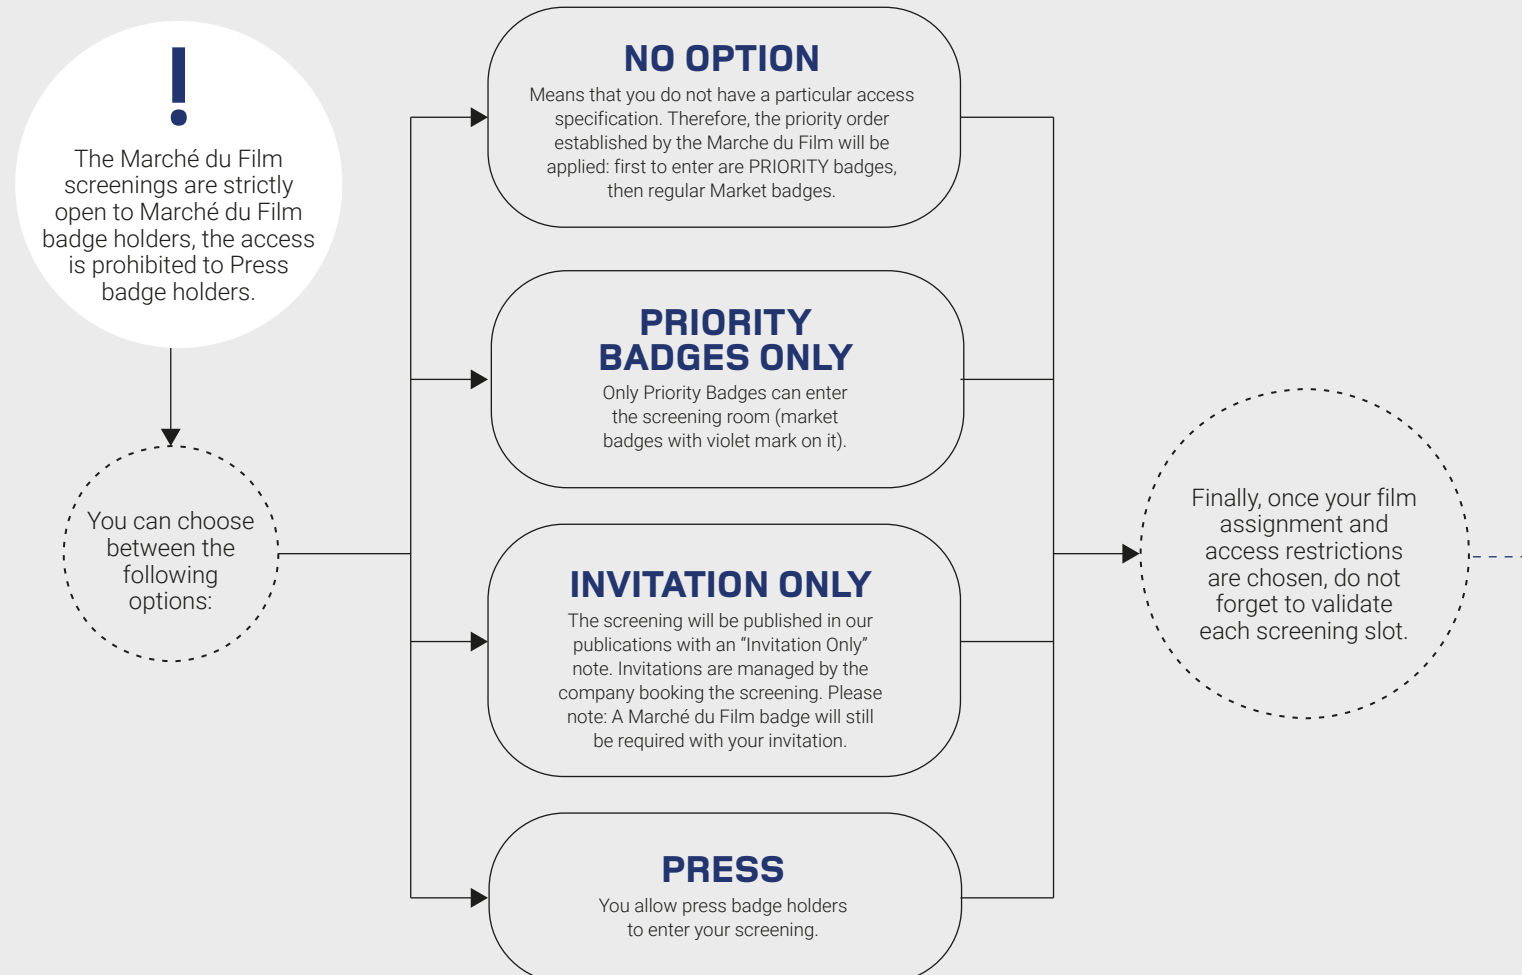 !
The Marché du Film
screenings are strictly
open to Marché du Film
badge holders, the access
is prohibited to Press
badge holders.
You can choose
between the
following
options:
NO OPTION
Means that you do not have a particular access
specification. Therefore, the priority order
established by the Marche du Film will be
applied: first to enter are PRIORITY badges,
then regular Market badges.
PRIORITY
BADGES ONLY
Only Priority Badges can enter
the screening room (market
badges with violet mark on it).
INVITATION ONLY
The screening will be published in our
publications with an “Invitation Only”
note. Invitations are managed by the
company booking the screening. Please
note: A Marché du Film badge will still
be required with your invitation.
PRESS
You allow press badge holders
to enter your screening.
Finally, once your film
assignment and
access restrictions
are chosen, do not
forget to validate
each screening slot.